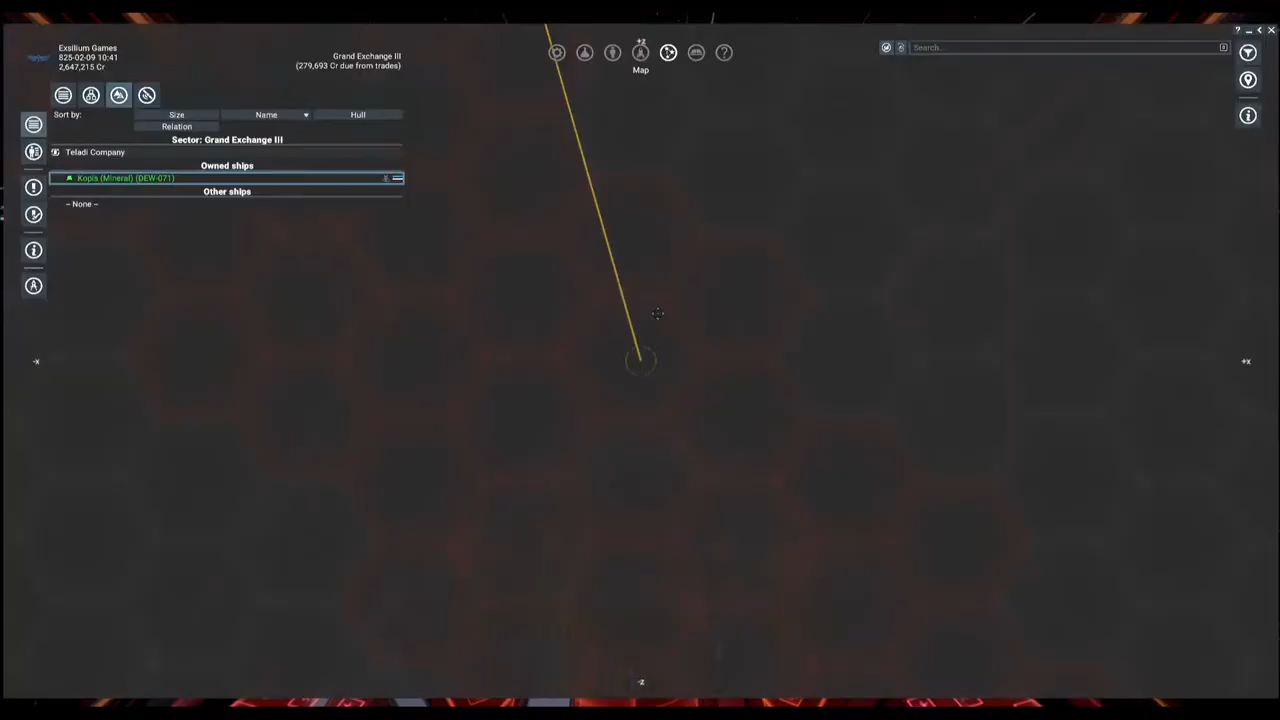 Exsilium Games
825-02-09 10:41
2,647,215 Cr
Grand Exchange III
(279,693 Cr due from trades)
+z
Map
Search...
?
Sort by:
Size
Name
Hull
Relation
Sector: Grand Exchange III
Teladi Company
Owned ships
Kopis (Mineral) (DEW-071)
Other ships
– None –
-x
+x
-z